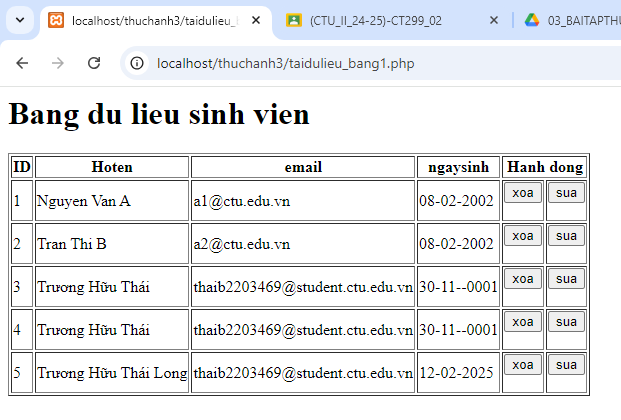 localhost/thuchanh3/taidulieu_
(CTU_II_24-25)-CT299_02
03_BAITAPTHU
localhost/thuchanh3/taidulieu_bang1.php
Bang du lieu sinh vien
ID Hoten email ngaysinh Hanh dong
1 Nguyen Van A a1@ctu.edu.vn 08-02-2002 xoa sua
2 Tran Thi B a2@ctu.edu.vn 08-02-2002 xoa sua
3 Trương Hữu Thái thaib2203469@student.ctu.edu.vn 30-11--0001 xoa sua
4 Trương Hữu Thái thaib2203469@student.ctu.edu.vn 30-11--0001 xoa sua
5 Trương Hữu Thái Long thaib2203469@student.ctu.edu.vn 12-02-2025 xoa sua